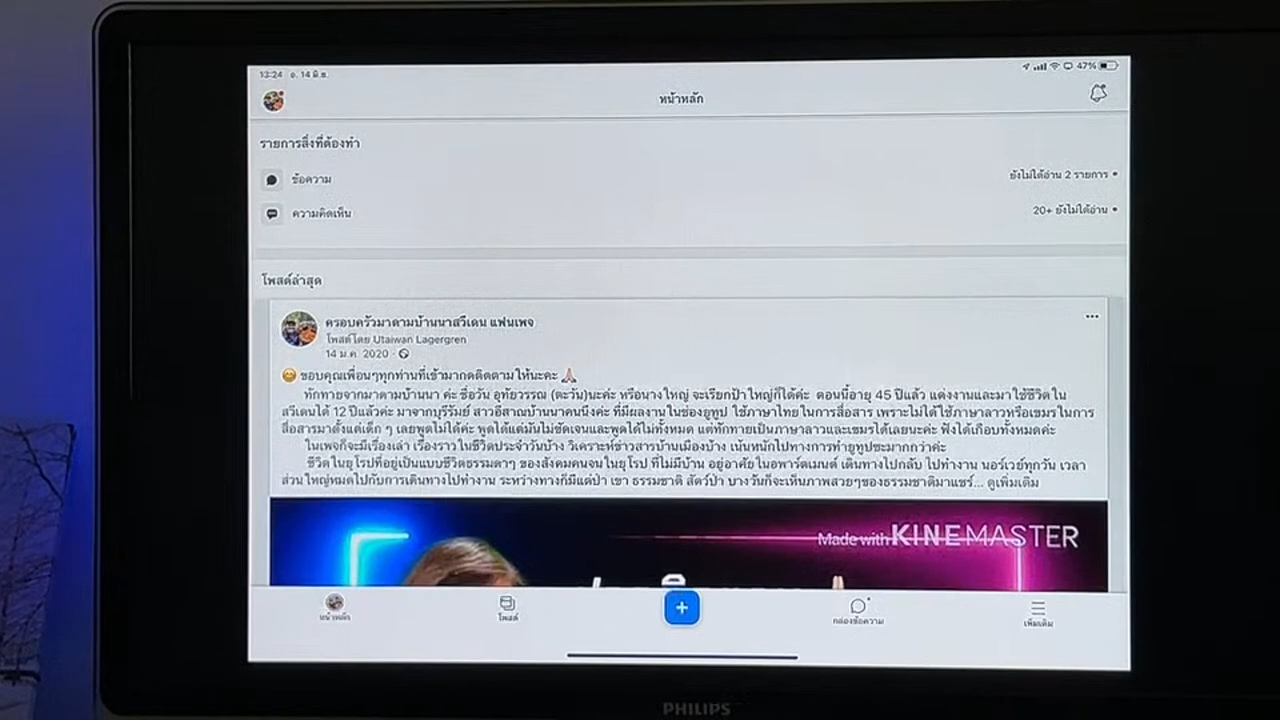 13:24 อ. 14 มิ.ย.
47%
หน้าหลัก
รายการสิ่งที่ต้องทำ
ข้อความ
ยังไม่ได้อ่าน 2 รายการ
ความคิดเห็น
20+ ยังไม่ได้อ่าน
โพสต์ล่าสุด
ครอบครัวมาดามบ้านนาสวีเดน แฟนเพจ
โพสต์โดย Utaiwan Lagergren
14 ม.ค. 2020
ขอบคุณเพื่อนๆทุกท่านที่เข้ามากดติดตามให้นะคะ
ทักทายจากมาดามบ้านนา ค่ะ ชื่อวัน อุทัยวรรณ (ตะวัน)นะค่ะ หรือนางใหญ่ จะเรียกป้าใหญ่ก็ได้ค่ะ ตอนนี้อายุ 45 ปีแล้ว แต่งงานและมาใช้ชีวิตใน
สวีเดนได้ 12 ปีแล้วค่ะ มาจากบุรีรัมย์ สาวอีสาณบ้านนาคนนึงค่ะ ที่มีผลงานในช่องยูทูป ใช้ภาษาไทยในการสื่อสาร เพราะไม่ได้ใช้ภาษาลาวหรือเขมรในการ
สื่อสารมาตั้งแต่เด็ก ๆ เลยพูดไม่ได้ค่ะ พูดได้แต่มันไม่ชัดเจนและพูดได้ไม่ทั้งหมด แต่ทักทายเป็นภาษาลาวและเขมรได้เลยนะค่ะ ฟังได้เกือบทั้งหมดค่ะ
ในเพจก็จะมีเรื่องเล่า เรื่องราวในชีวิตประจำวันบ้าง วิเคราะห์ข่าวสารบ้านเมืองบ้าง เน้นหนักไปทางการทำยูทูปซะมากกว่าค่ะ
ชีวิตในยุโรปที่อยู่เป็นแบบชีวิตธรรมดาๆ ของสังคมคนจนในยุโรป ที่ไม่มีบ้าน อยู่อาศัยในอพาร์ตเมนต์ เดินทางไปกลับ ไปทำงาน นอร์เวย์ทุกวัน เวลา
ส่วนใหญ่หมดไปกับการเดินทางไปทำงาน ระหว่างทางก็มีแต่ป่า เขา ธรรมชาติ สัตว์ป่า บางวันก็จะเห็นภาพสวยๆของธรรมชาติมาแชร์... ดูเพิ่มเติม
Made with KINEMASTER
หน้าหลัก
โพสต์
กล่องข้อความ
เพิ่มเติม
PHILIPS